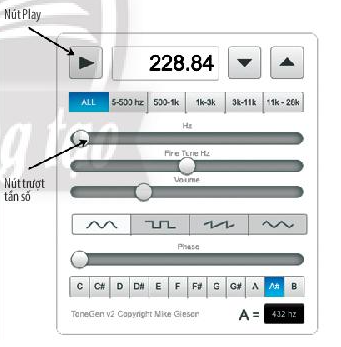 Nút Play
228.84
ALL 5-500 hz 500-1k 1k-3k 3k-11k 11k - 26k
Hz
Fine Tune Hz
Nút trượt
tần số
Volume
Phase
C C# D D# E F F# G G# A A# B
ToneGen v2 Copyright Mike Gieson A = 432 hz